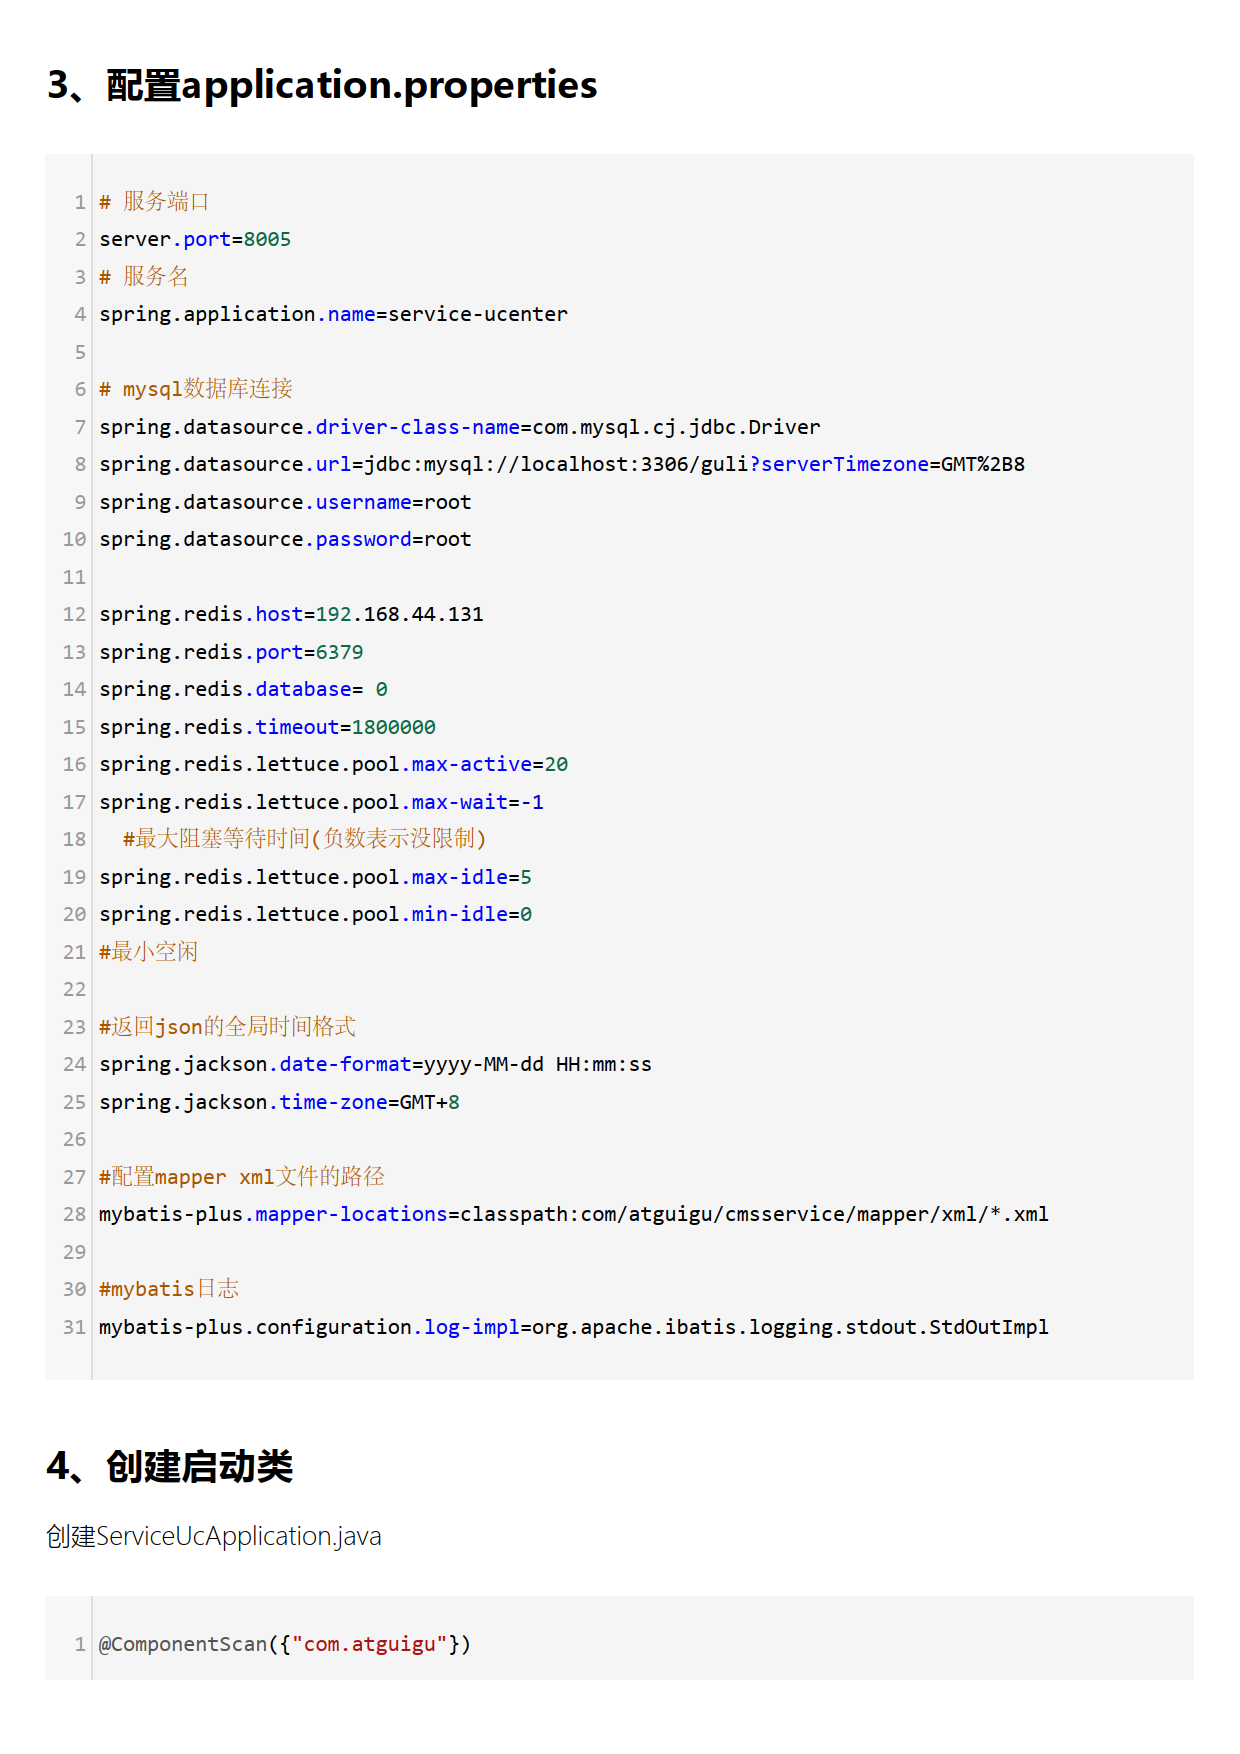 3、配置application.properties
1 # 服务端口
2 server.port=8005
3 # 服务名
4 spring.application.name=service-ucenter
5
6 # mysql数据库连接
7 spring.datasource.driver-class-name=com.mysql.cj.jdbc.Driver
8 spring.datasource.url=jdbc:mysql://localhost:3306/guli?serverTimezone=GMT%2B8
9 spring.datasource.username=root
10 spring.datasource.password=root
11
12 spring.redis.host=192.168.44.131
13 spring.redis.port=6379
14 spring.redis.database= 0
15 spring.redis.timeout=1800000
16 spring.redis.lettuce.pool.max-active=20
17 spring.redis.lettuce.pool.max-wait=-1
18   #最大阻塞等待时间(负数表示没限制)
19 spring.redis.lettuce.pool.max-idle=5
20 spring.redis.lettuce.pool.min-idle=0
21 #最小空闲
22
23 #返回json的全局时间格式
24 spring.jackson.date-format=yyyy-MM-dd HH:mm:ss
25 spring.jackson.time-zone=GMT+8
26
27 #配置mapper xml文件的路径
28 mybatis-plus.mapper-locations=classpath:com/atguigu/cmsservice/mapper/xml/*.xml
29
30 #mybatis日志
31 mybatis-plus.configuration.log-impl=org.apache.ibatis.logging.stdout.StdOutImpl
4、创建启动类
创建ServiceUcApplication.java
1 @ComponentScan({"com.atguigu"})